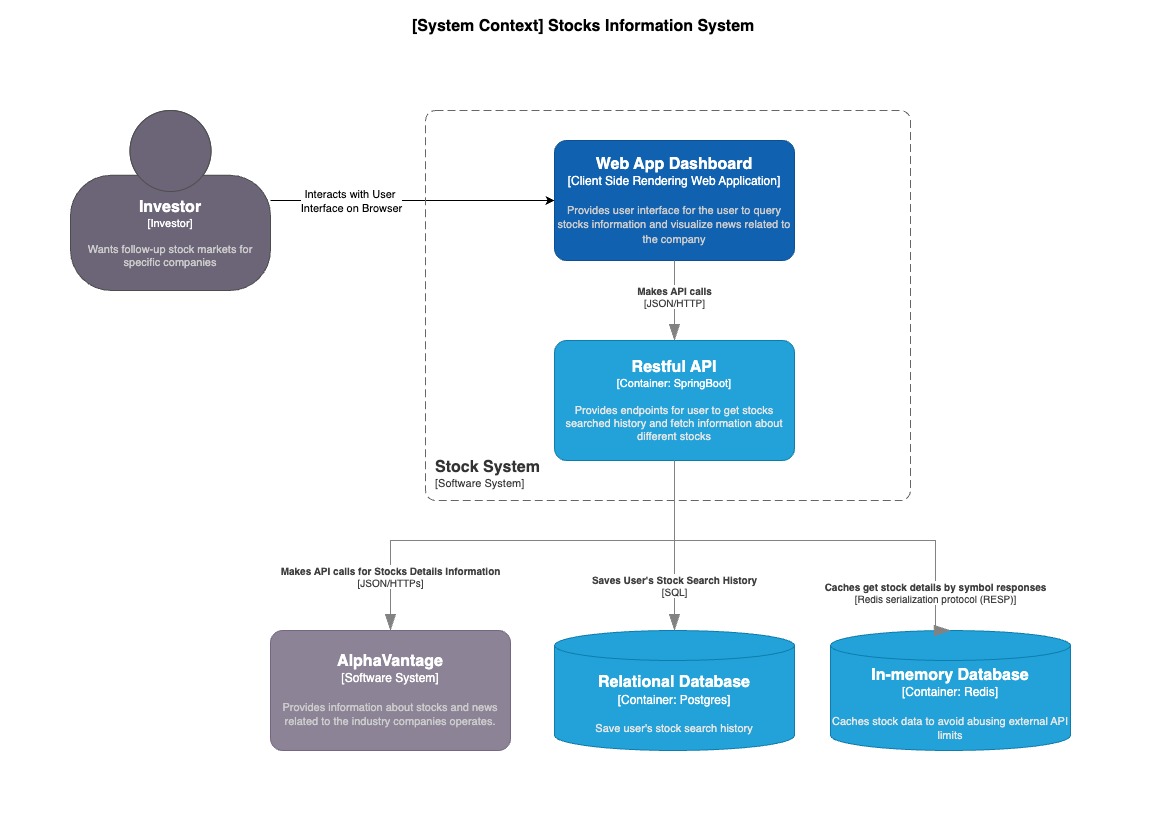 [System Context] Stocks Information System
Investor
[Investor]
Wants follow-up stock markets for
specific companies
Interacts with User
Interface on Browser
Web App Dashboard
[Client Side Rendering Web Application]
Provides user interface for the user to query
stocks information and visualize news related to
the company
Makes API calls
[JSON/HTTP]
Restful API
[Container: SpringBoot]
Provides endpoints for user to get stocks
searched history and fetch information about
different stocks
Stock System
[Software System]
Makes API calls for Stocks Details Information
[JSON/HTTPs]
Saves User's Stock Search History
[SQL]
Caches get stock details by symbol responses
[Redis serialization protocol (RESP)]
AlphaVantage
[Software System]
Provides information about stocks and news
related to the industry companies operates.
Relational Database
[Container: Postgres]
Save user's stock search history
In-memory Database
[Container: Redis]
Caches stock data to avoid abusing external API
limits